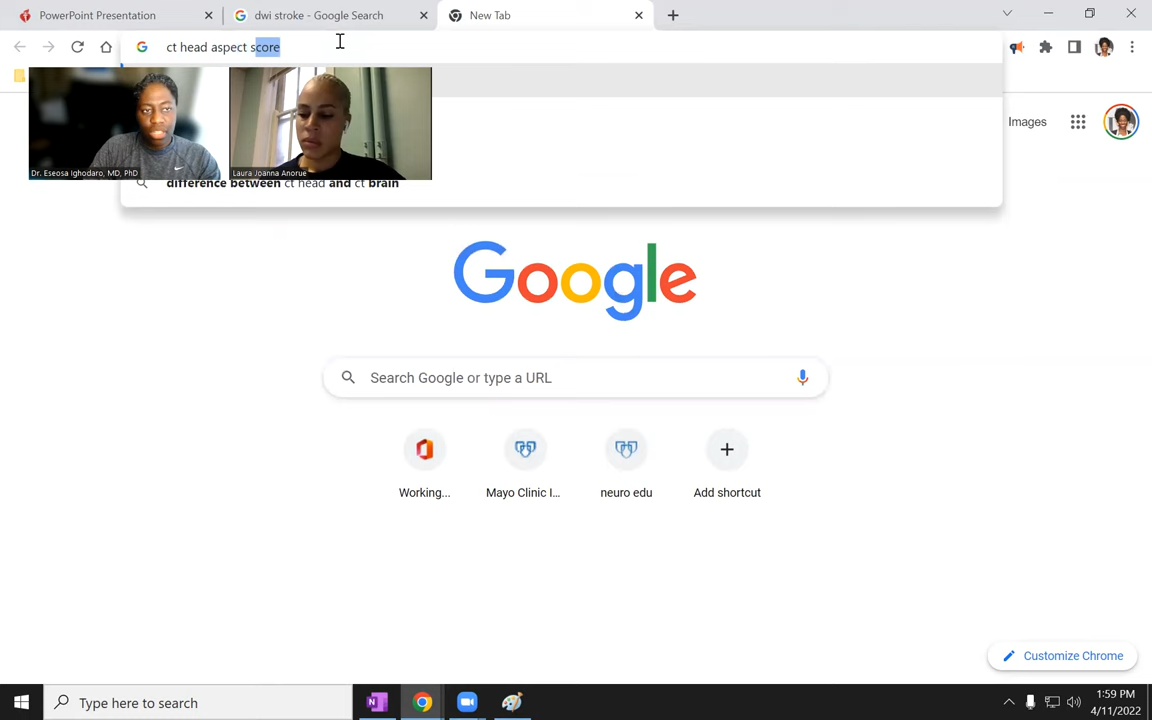 PowerPoint Presentation
dwi stroke - Google Search
New Tab
ct head aspect score
Dr. Eseosa Ighodaro, MD, PhD
Laura Joanna Anorue
difference between ct head and ct brain
Images
Google
Search Google or type a URL
Working...
Mayo Clinic I...
neuro edu
Add shortcut
Customize Chrome
Type here to search
1:59 PM
4/11/2022